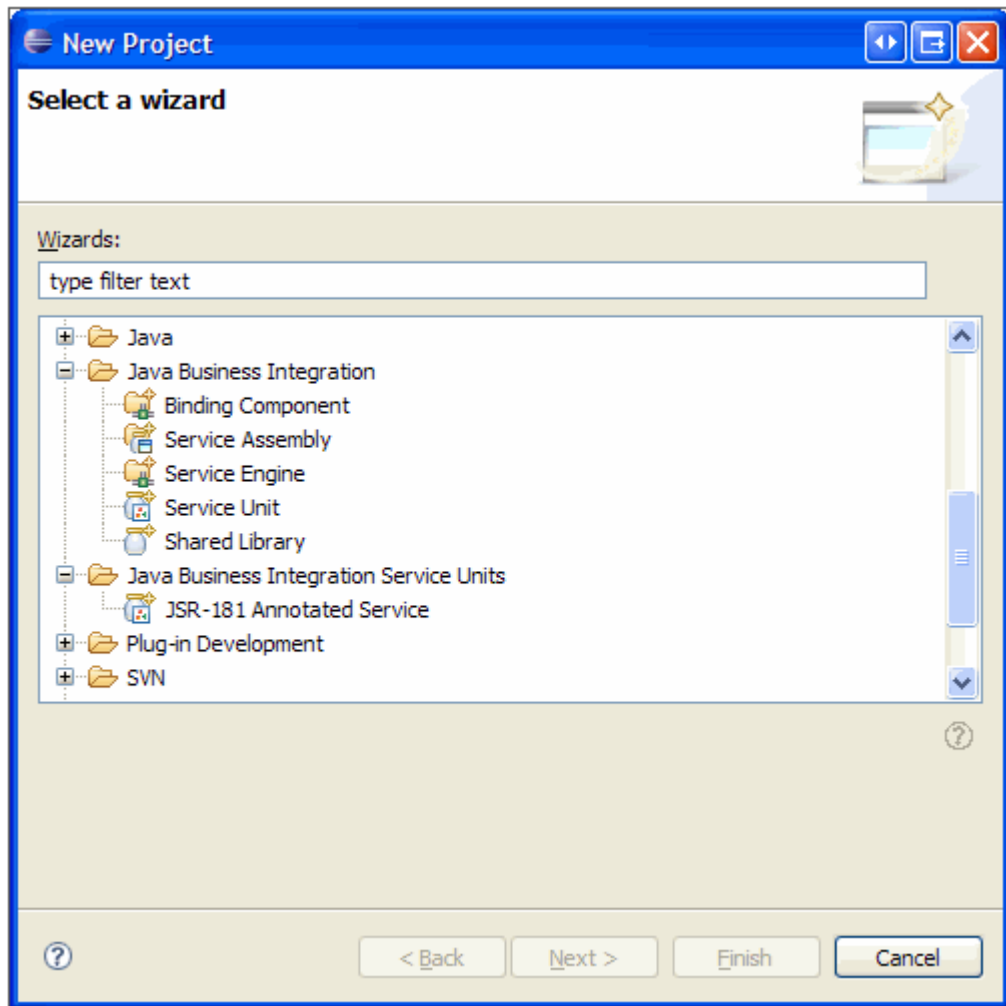 New Project
Select a wizard
Wizards:
type filter text
Java
Java Business Integration
Binding Component
Service Assembly
Service Engine
Service Unit
Shared Library
Java Business Integration Service Units
JSR-181 Annotated Service
Plug-in Development
SVN
< Back Next > Finish Cancel